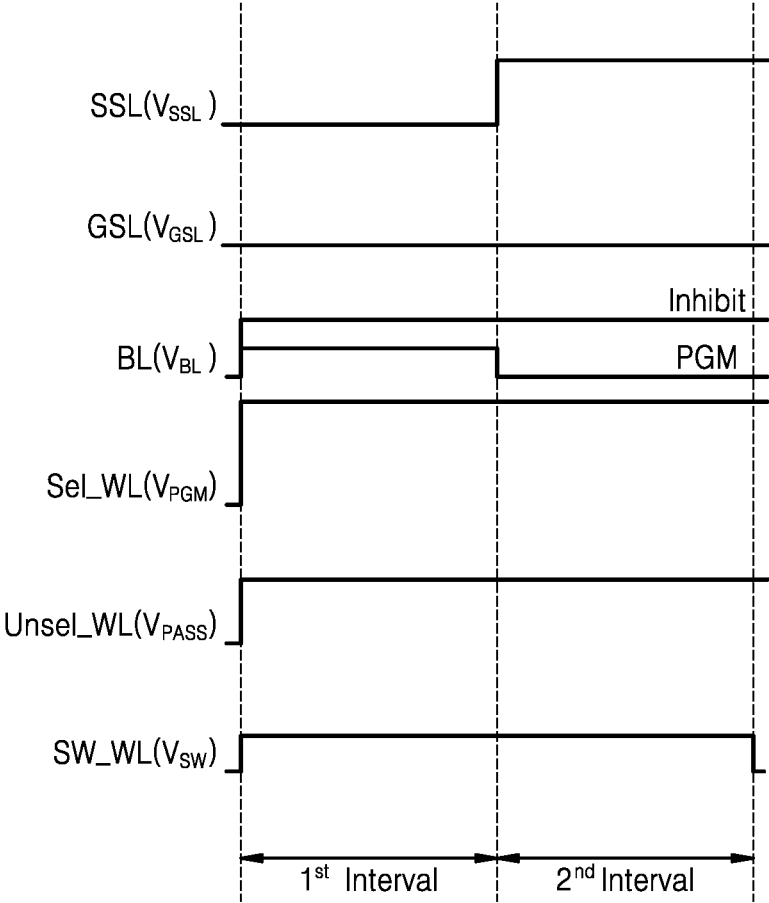 SSL(VSSL)
GSL(VGSL)
Inhibit
BL(VBL)
PGM
Sel_WL(VPGM)
Unsel_WL(VPASS)
SW_WL(VSW)
1st Interval
2nd Interval